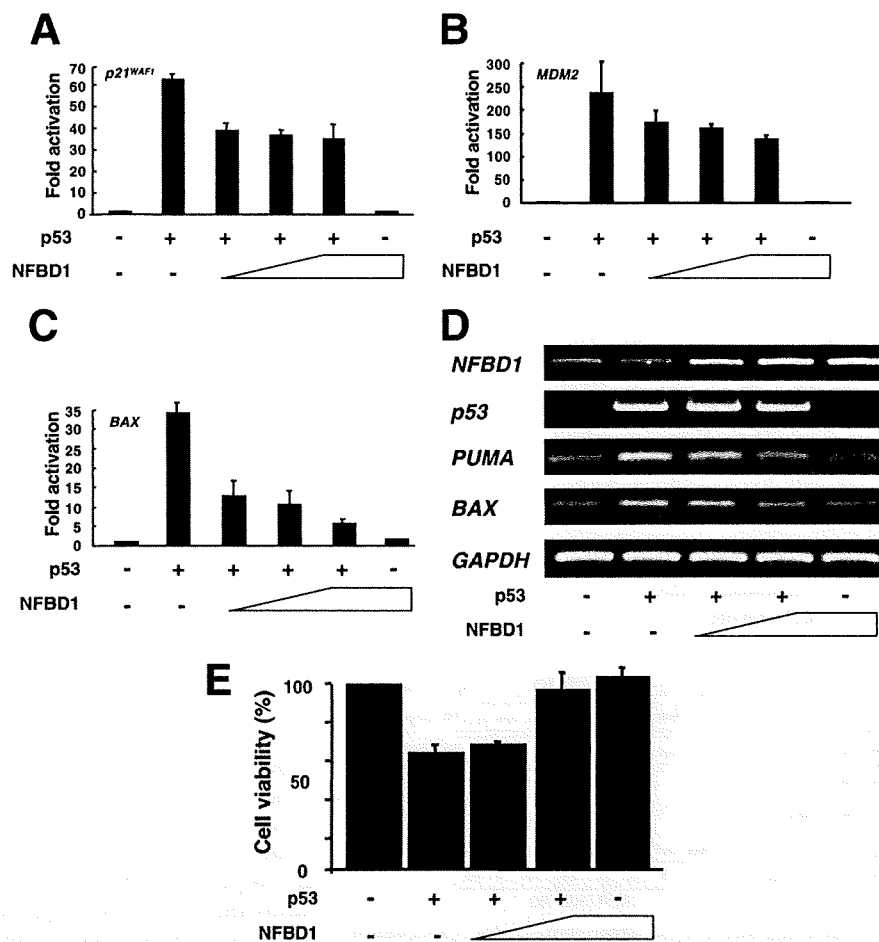 A
p21WAF1
Fold activation
70
60
50
40
30
20
10
0
p53 - + + + + -
NFBD1 - -
B
MDM2
Fold activation
300
250
200
150
100
50
0
p53 - + + + + -
NFBD1 - -
C
BAX
Fold activation
35
30
25
20
15
10
5
0
p53 - + + + + -
NFBD1 - -
D
NFBD1
p53
PUMA
BAX
GAPDH
p53 - + + + -
NFBD1 - -
E
Cell viability (%)
100
50
0
p53 - + + + -
NFBD1 - -